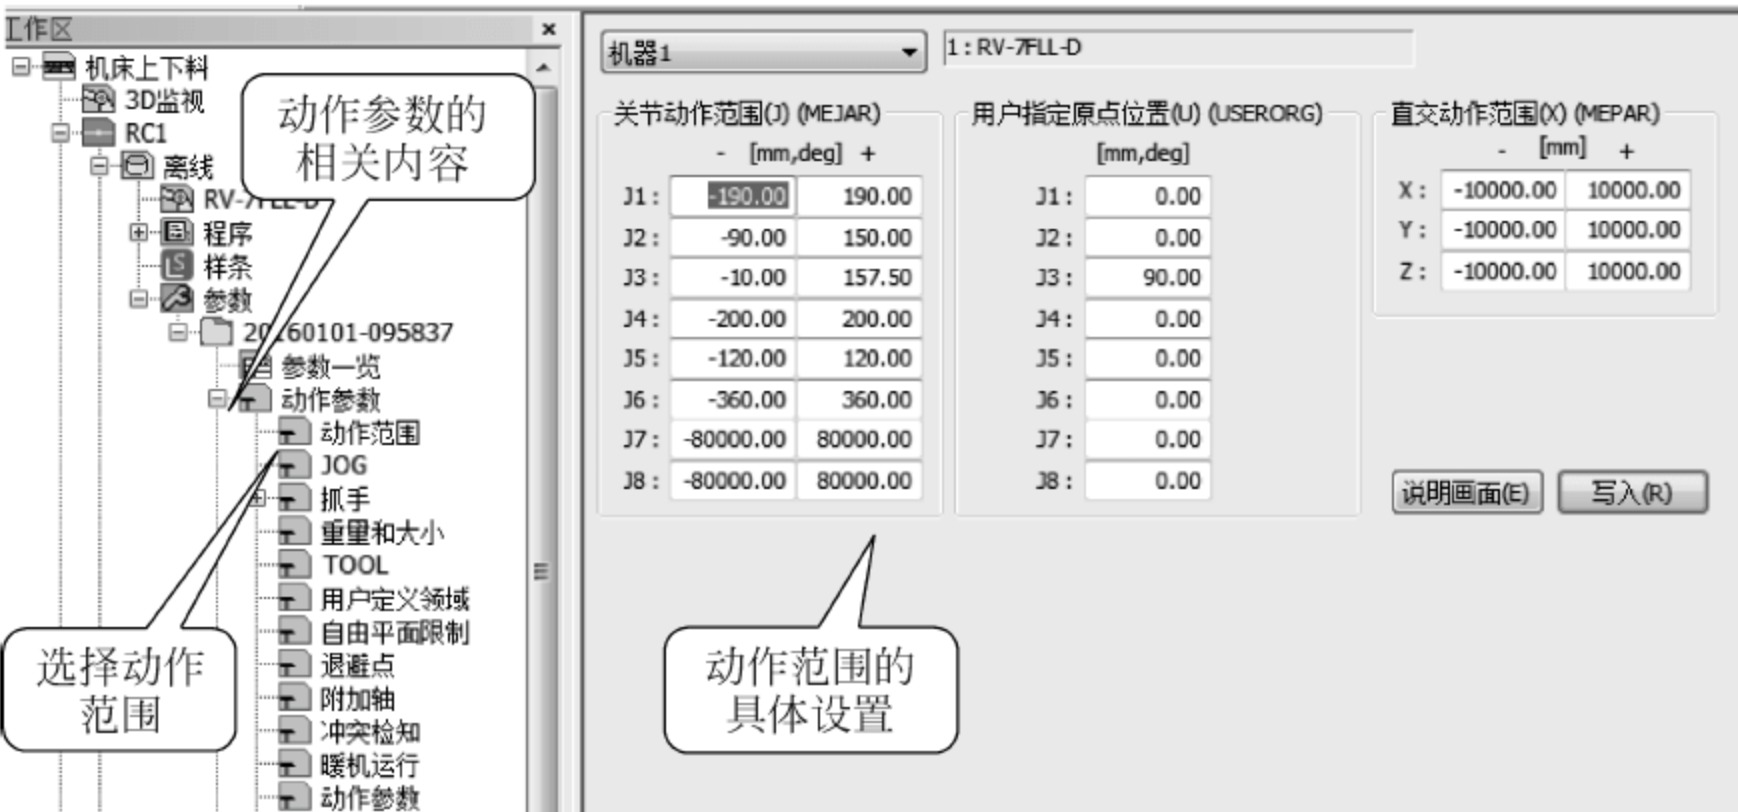 工作区
机床上下料
3D监视
RC1
离线
RV-7FLL-D
程序
样条
参数
20160101-095837
参数一览
动作参数
动作范围
JOG
抓手
重里和大小
TOOL
用户定义领域
自由平面限制
退避点
附加轴
冲突检知
暖机运行
动作参数
动作参数的
相关内容
选择动作
范围
机器1
1:RV-7FLL-D
关节动作范围(J) (MEJAR)
- [mm,deg] +
J1: -190.00 190.00
J2: -90.00 150.00
J3: -10.00 157.50
J4: -200.00 200.00
J5: -120.00 120.00
J6: -360.00 360.00
J7: -80000.00 80000.00
J8: -80000.00 80000.00
用户指定原点位置(U) (USERORG)
[mm,deg]
J1: 0.00
J2: 0.00
J3: 90.00
J4: 0.00
J5: 0.00
J6: 0.00
J7: 0.00
J8: 0.00
直交动作范围(X) (MEPAR)
- [mm] +
X: -10000.00 10000.00
Y: -10000.00 10000.00
Z: -10000.00 10000.00
说明画面(E)
写入(R)
动作范围的
具体设置